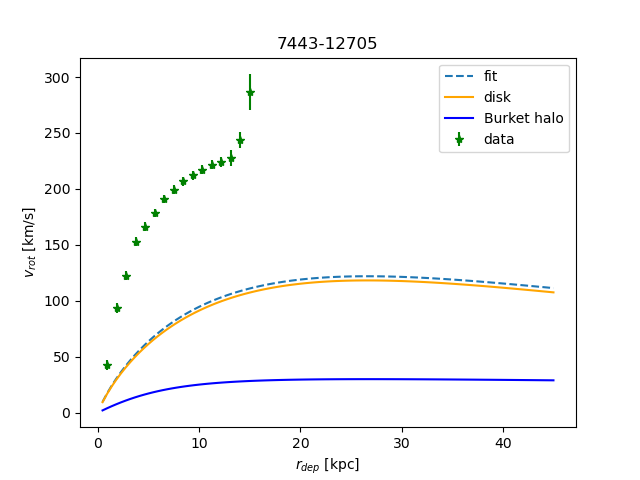 7443-12705
300
250
200
150
100
50
0
v_rot [km/s]
fit
disk
Burket halo
data
0 10 20 30 40
r_dep [kpc]